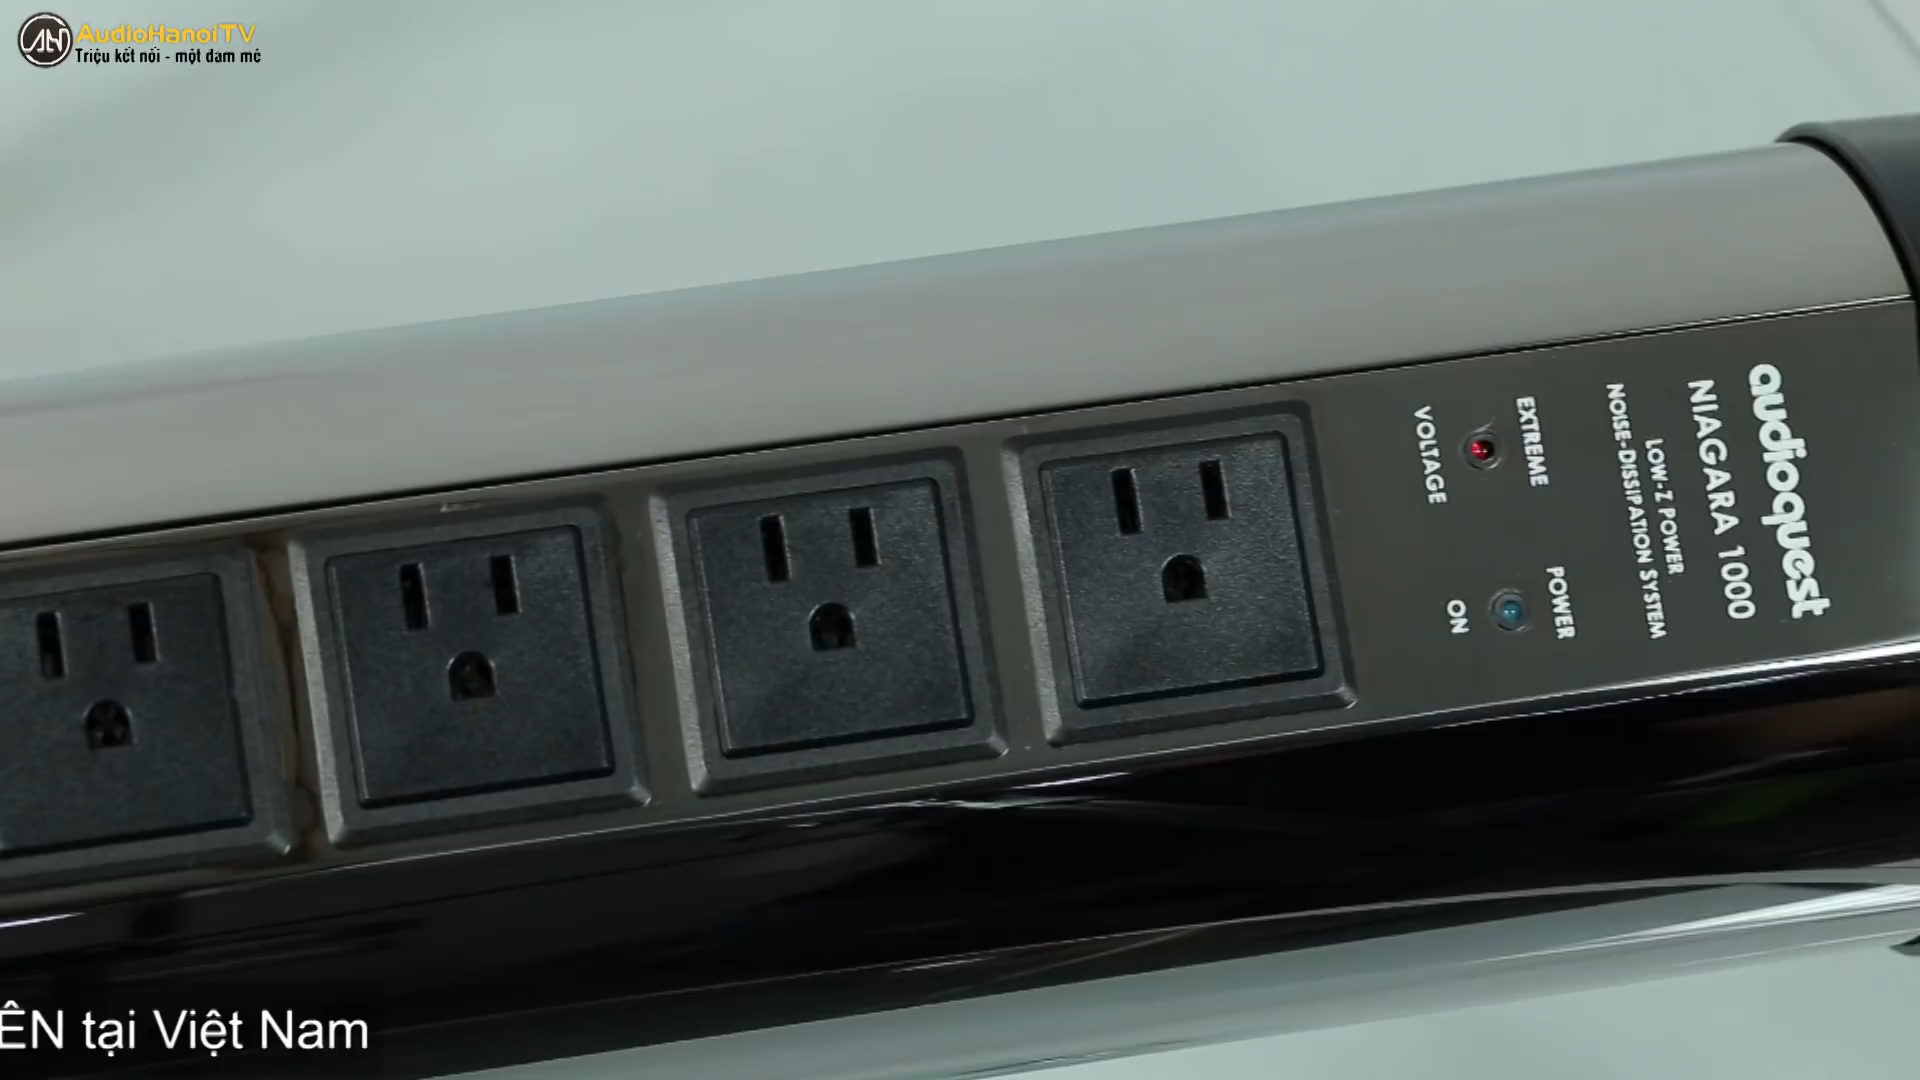 AudioHanoiTV
Triệu kết nối - một đam mê
audioquest
NIAGARA 1000
LOW-Z POWER
NOISE-DISSIPATION SYSTEM
EXTREME
VOLTAGE
POWER
ON
ÊN tại Việt Nam